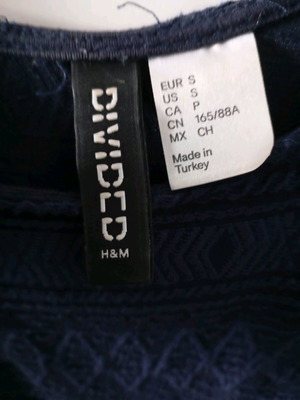 DIVIDED
H&M
EUR S
US S
CA P
CN 165/88A
MX CH
Made in
Turkey